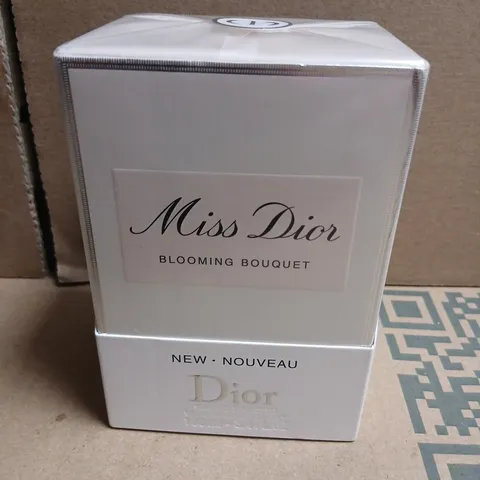 Miss Dior
BLOOMING BOUQUET
NEW · NOUVEAU
Dior